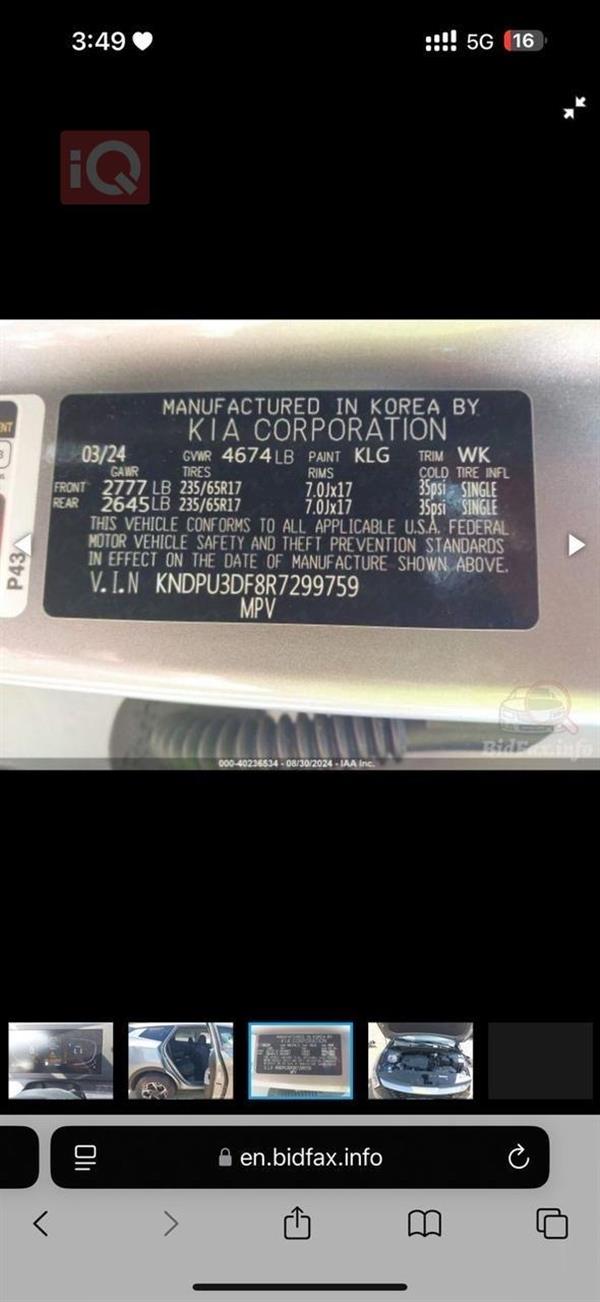 3:49
5G
16
iQ
MANUFACTURED IN KOREA BY
KIA CORPORATION
03/24 GVWR 4674 LB PAINT KLG TRIM WK
GAWR TIRES RIMS COLD TIRE INFL
FRONT 2777 LB 235/65R17 7.0Jx17 35psi SINGLE
REAR 2645 LB 235/65R17 7.0Jx17 35psi SINGLE
THIS VEHICLE CONFORMS TO ALL APPLICABLE U.S.A. FEDERAL
MOTOR VEHICLE SAFETY AND THEFT PREVENTION STANDARDS
IN EFFECT ON THE DATE OF MANUFACTURE SHOWN ABOVE.
V.I.N KNDPU3DF8R7299759
MPV
P43
BidFax.info
000-40236534 - 08/30/2024 - IAA Inc.
en.bidfax.info